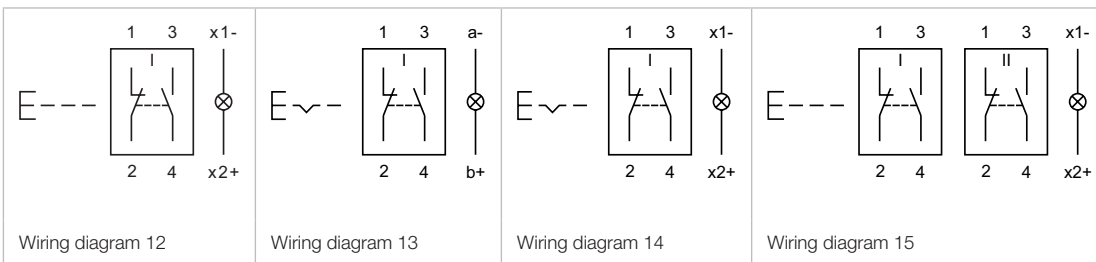 1 3 x1-
I
2 4 x2+
Wiring diagram 12
1 3 a-
I
2 4 b+
Wiring diagram 13
1 3 x1-
I
2 4 x2+
Wiring diagram 14
1 3 1 3 x1-
I II
2 4 2 4 x2+
Wiring diagram 15